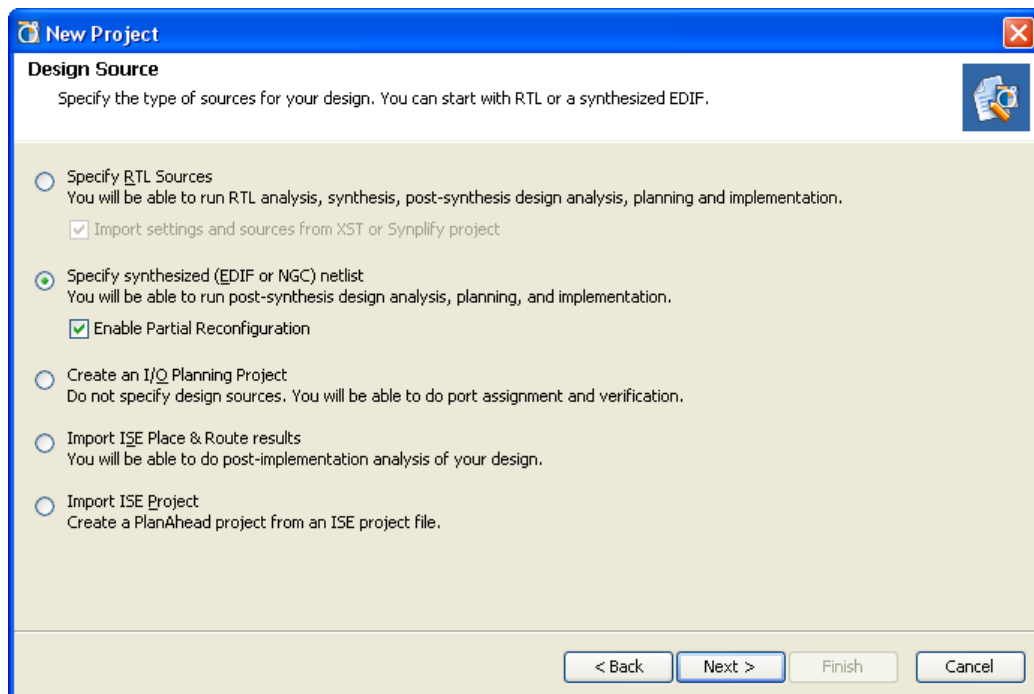 New Project
Design Source
Specify the type of sources for your design. You can start with RTL or a synthesized EDIF.
Specify RTL Sources
You will be able to run RTL analysis, synthesis, post-synthesis design analysis, planning and implementation.
Import settings and sources from XST or Synplify project
Specify synthesized (EDIF or NGC) netlist
You will be able to run post-synthesis design analysis, planning, and implementation.
Enable Partial Reconfiguration
Create an I/O Planning Project
Do not specify design sources. You will be able to do port assignment and verification.
Import ISE Place & Route results
You will be able to do post-implementation analysis of your design.
Import ISE Project
Create a PlanAhead project from an ISE project file.
< Back Next > Finish Cancel